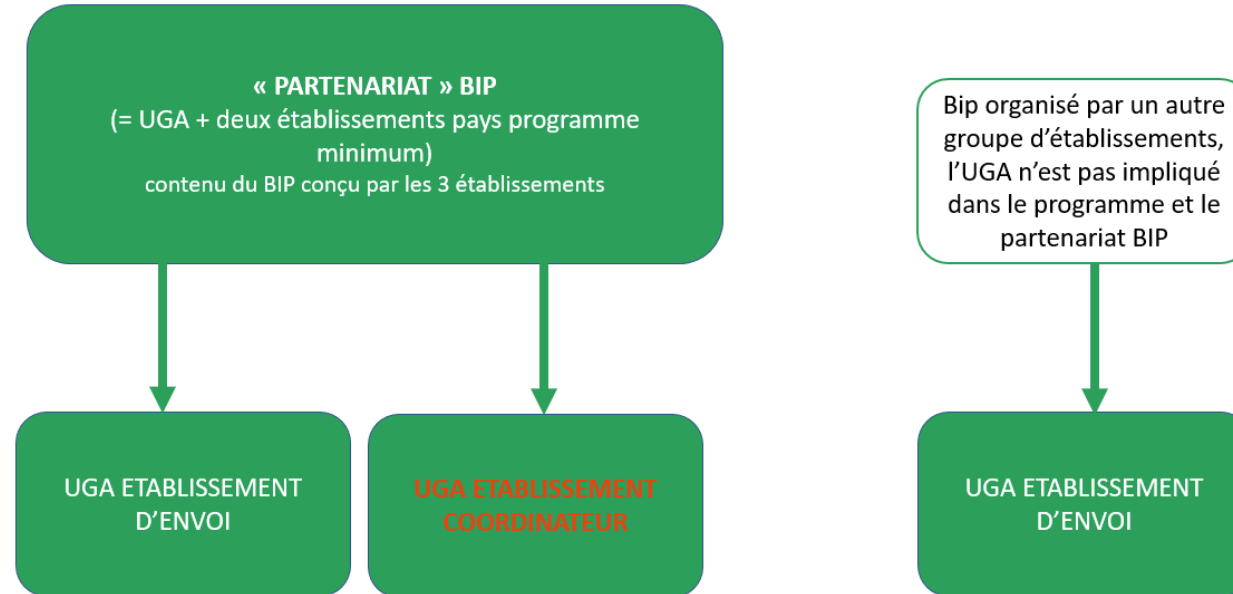 « PARTENARIAT » BIP
(= UGA + deux établissements pays programme
minimum)
contenu du BIP conçu par les 3 établissements
Bip organisé par un autre
groupe d’établissements,
l’UGA n’est pas impliqué
dans le programme et le
partenariat BIP
UGA ETABLISSEMENT
D’ENVOI
UGA ETABLISSEMENT
COORDINATEUR
UGA ETABLISSEMENT
D’ENVOI